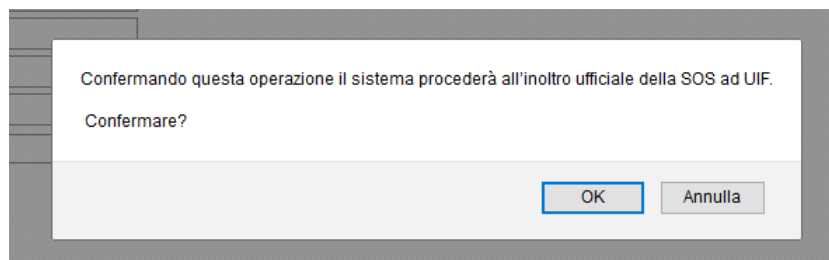 Confermando questa operazione il sistema procederà all'inoltro ufficiale della SOS ad UIF.
Confermare?
OK
Annulla